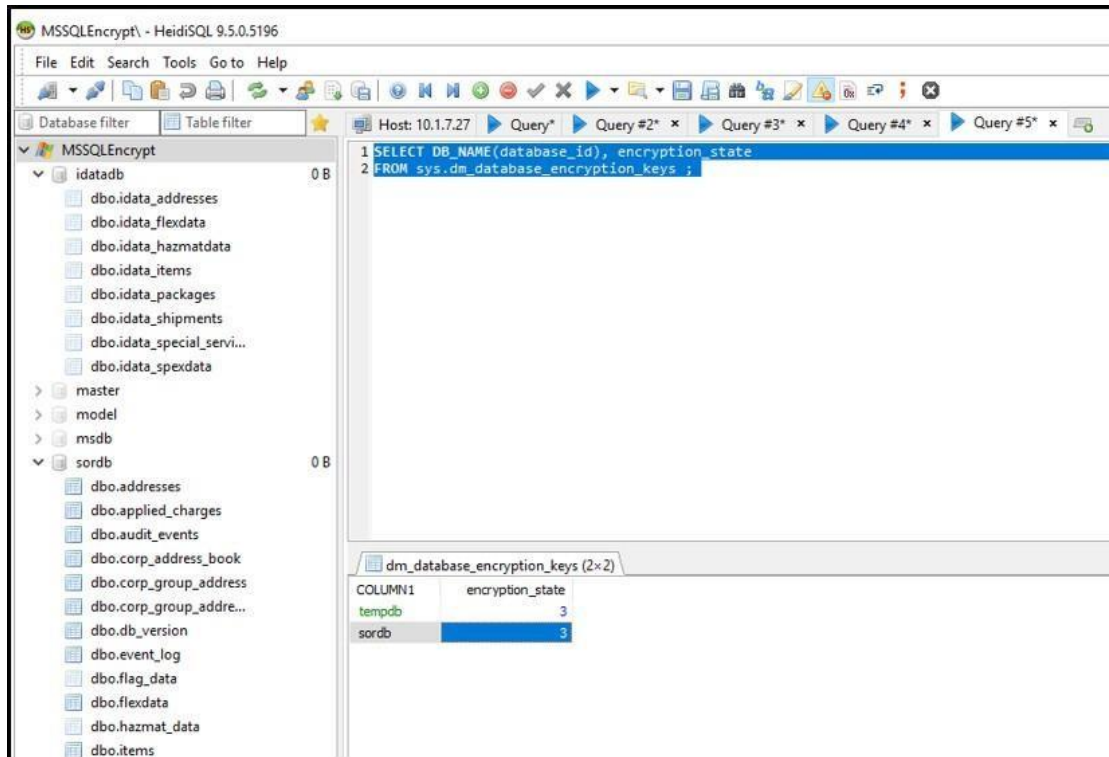 MSSQLEncrypt\ - HeidiSQL 9.5.0.5196
File Edit Search Tools Go to Help
Database filter Table filter
Host: 10.1.7.27 Query* Query #2* × Query #3* × Query #4* × Query #5* ×
MSSQLEncrypt
idatadb 0 B
dbo.idata_addresses
dbo.idata_flexdata
dbo.idata_hazmatdata
dbo.idata_items
dbo.idata_packages
dbo.idata_shipments
dbo.idata_special_servi...
dbo.idata_spexdata
master
model
msdb
sordb 0 B
dbo.addresses
dbo.applied_charges
dbo.audit_events
dbo.corp_address_book
dbo.corp_group_address
dbo.corp_group_addre...
dbo.db_version
dbo.event_log
dbo.flag_data
dbo.flexdata
dbo.hazmat_data
dbo.items
1 SELECT DB_NAME(database_id), encryption_state
2 FROM sys.dm_database_encryption_keys ;
dm_database_encryption_keys (2×2)
COLUMN1 encryption_state
tempdb 3
sordb 3